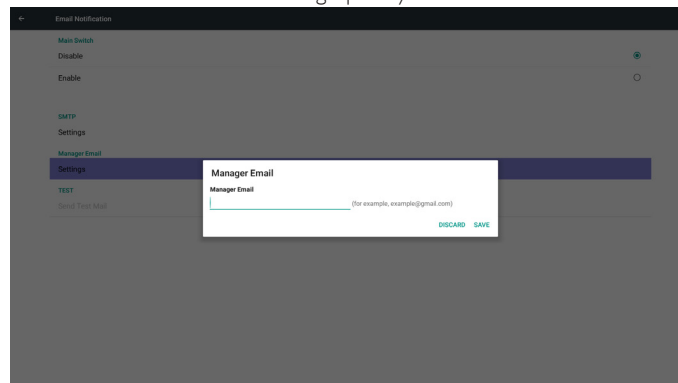 Email Notification
Main Switch
Disable
Enable
SMTP
Settings
Manager Email
Settings
TEST
Send Test Mail
Manager Email
Manager Email
(for example, example@gmail.com)
DISCARD SAVE